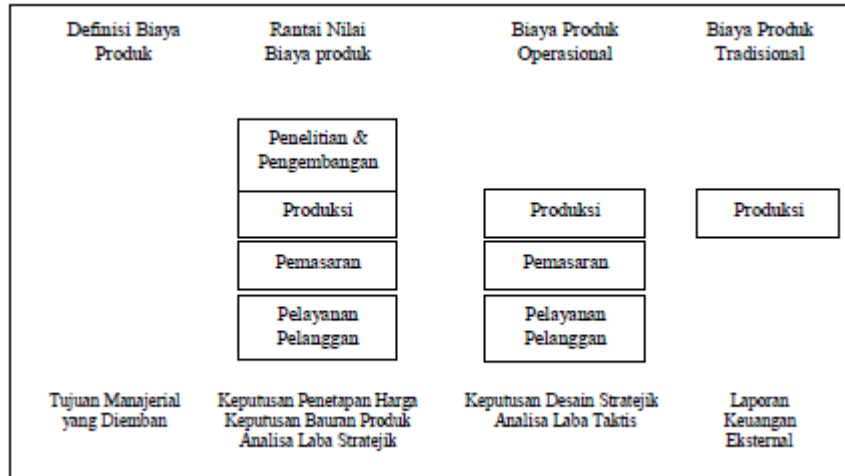 Definisi Biaya
Produk
Rantai Nilai
Biaya produk
Biaya Produk
Operasional
Biaya Produk
Tradisional
Penelitian &
Pengembangan
Produksi
Produksi
Produksi
Pemasaran
Pemasaran
Pelayanan
Pelanggan
Pelayanan
Pelanggan
Tujuan Manajerial
yang Diemban
Keputusan Penetapan Harga
Keputusan Bauran Produk
Analisa Laba Stratejik
Keputusan Desain Stratejik
Analisa Laba Taktis
Laporan
Keuangan
Eksternal